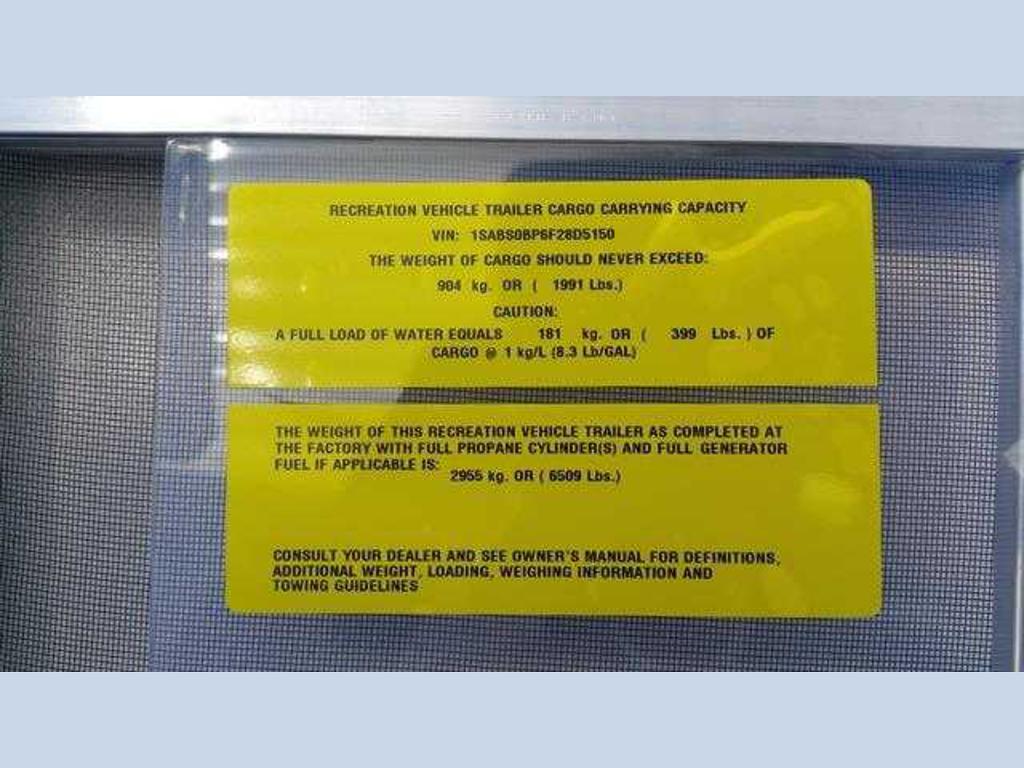 RECREATION VEHICLE TRAILER CARGO CARRYING CAPACITY
VIN: 1SABS0BP6F28D5150
THE WEIGHT OF CARGO SHOULD NEVER EXCEED:
904 kg. OR ( 1991 Lbs.)
CAUTION:
A FULL LOAD OF WATER EQUALS 181 kg. OR ( 399 Lbs. ) OF
CARGO @ 1 kg/L (8.3 Lb/GAL)
THE WEIGHT OF THIS RECREATION VEHICLE TRAILER AS COMPLETED AT
THE FACTORY WITH FULL PROPANE CYLINDER(S) AND FULL GENERATOR
FUEL IF APPLICABLE IS:
2955 kg. OR ( 6509 Lbs.)
CONSULT YOUR DEALER AND SEE OWNER'S MANUAL FOR DEFINITIONS,
ADDITIONAL WEIGHT, LOADING, WEIGHING INFORMATION AND
TOWING GUIDELINES